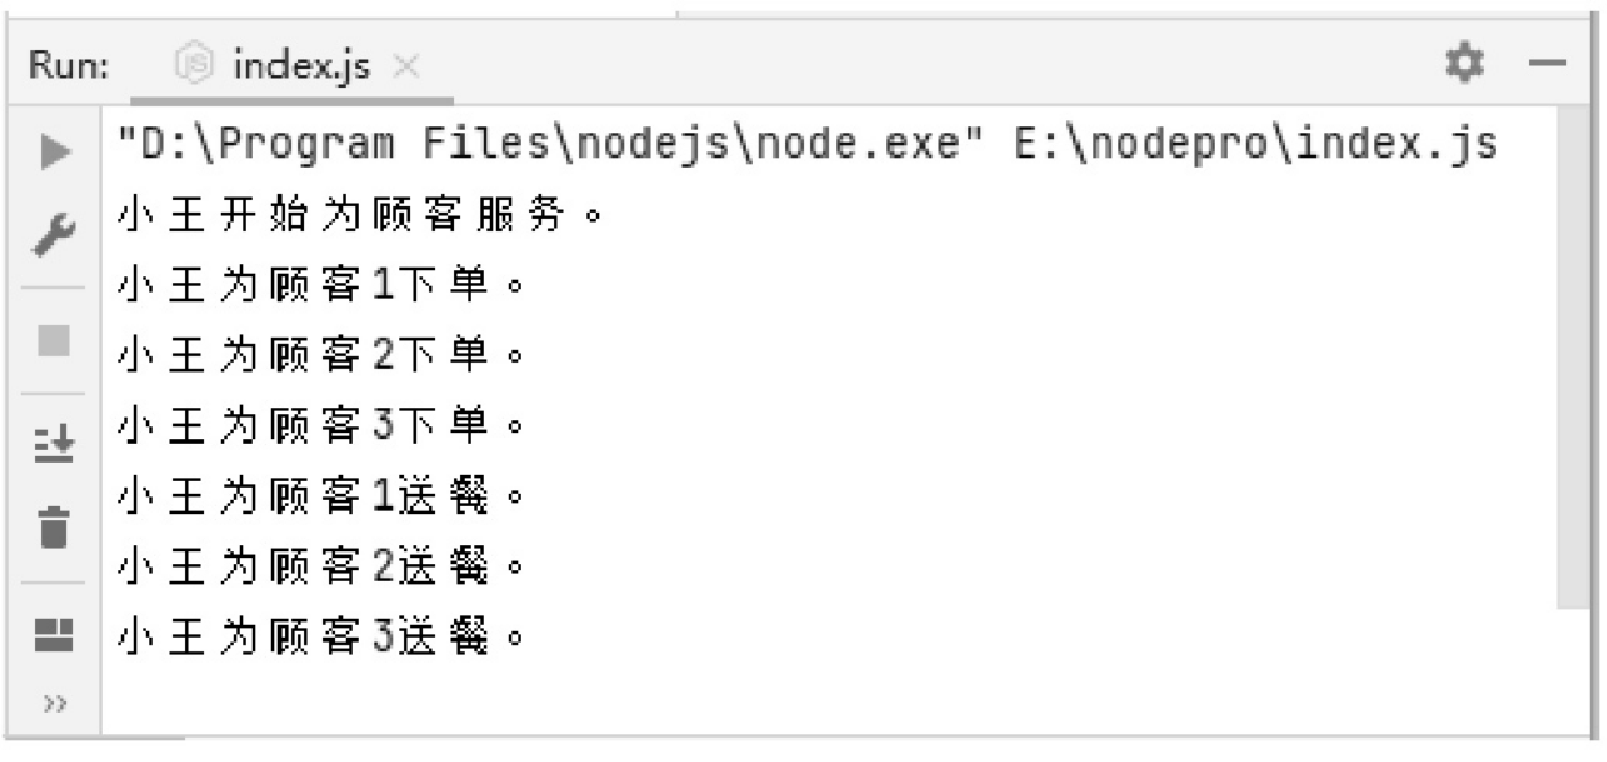 Run: index.js
"D:\Program Files\nodejs\node.exe" E:\nodepro\index.js
小王开始为顾客服务。
小王为顾客1下单。
小王为顾客2下单。
小王为顾客3下单。
小王为顾客1送餐。
小王为顾客2送餐。
小王为顾客3送餐。